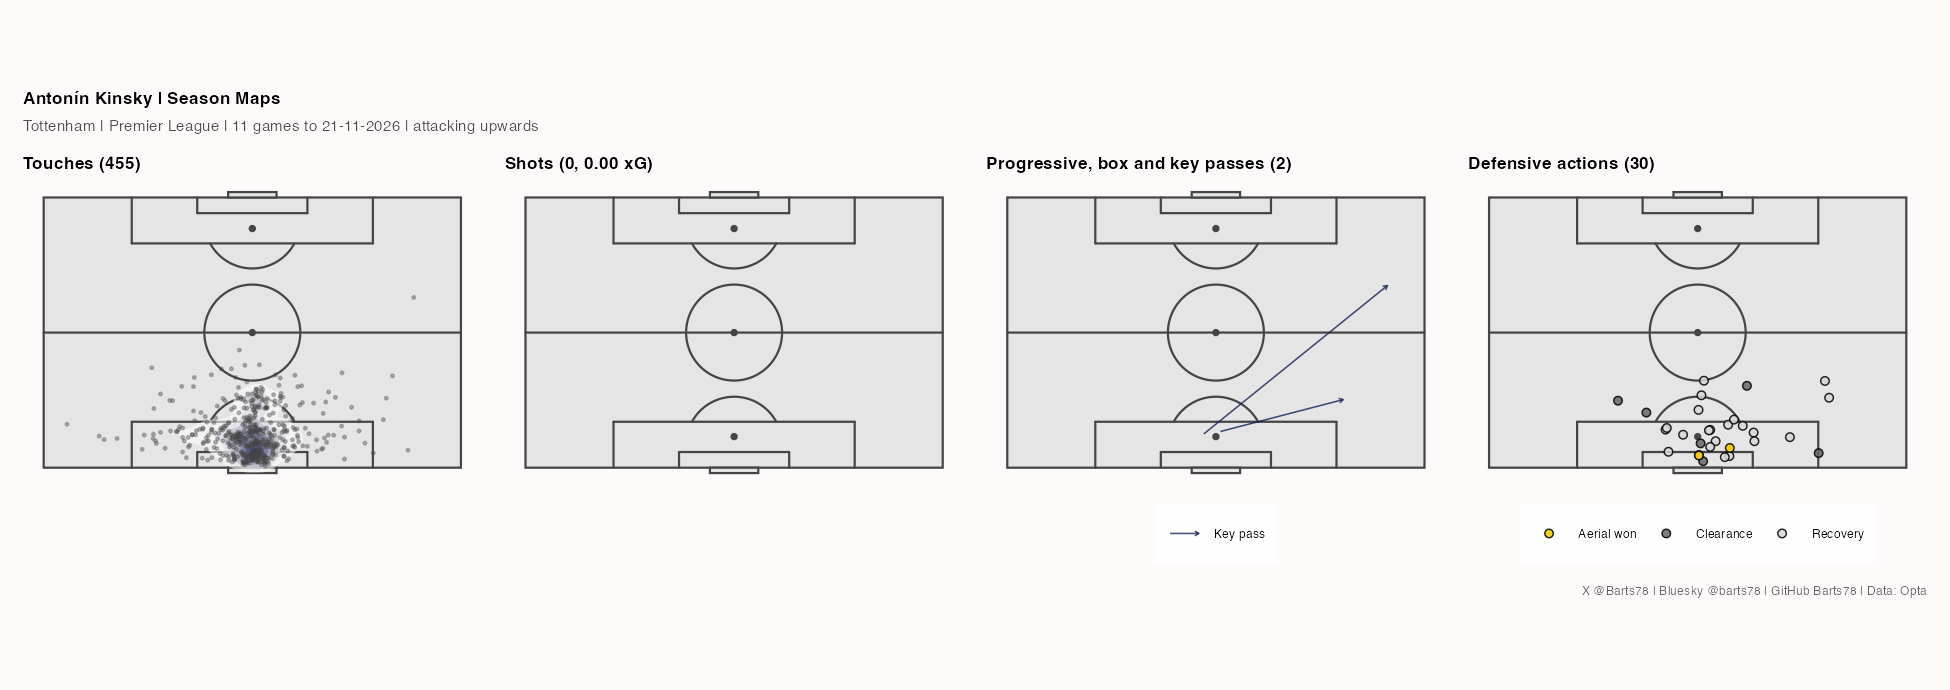 Antonín Kinsky | Season Maps
Tottenham | Premier League | 11 games to 21-11-2026 | attacking upwards
Touches (455)
Shots (0, 0.00 xG)
Progressive, box and key passes (2)
Defensive actions (30)
Key pass
Aerial won
Clearance
Recovery
X @Barts78 | Bluesky @barts78 | GitHub Barts78 | Data: Opta